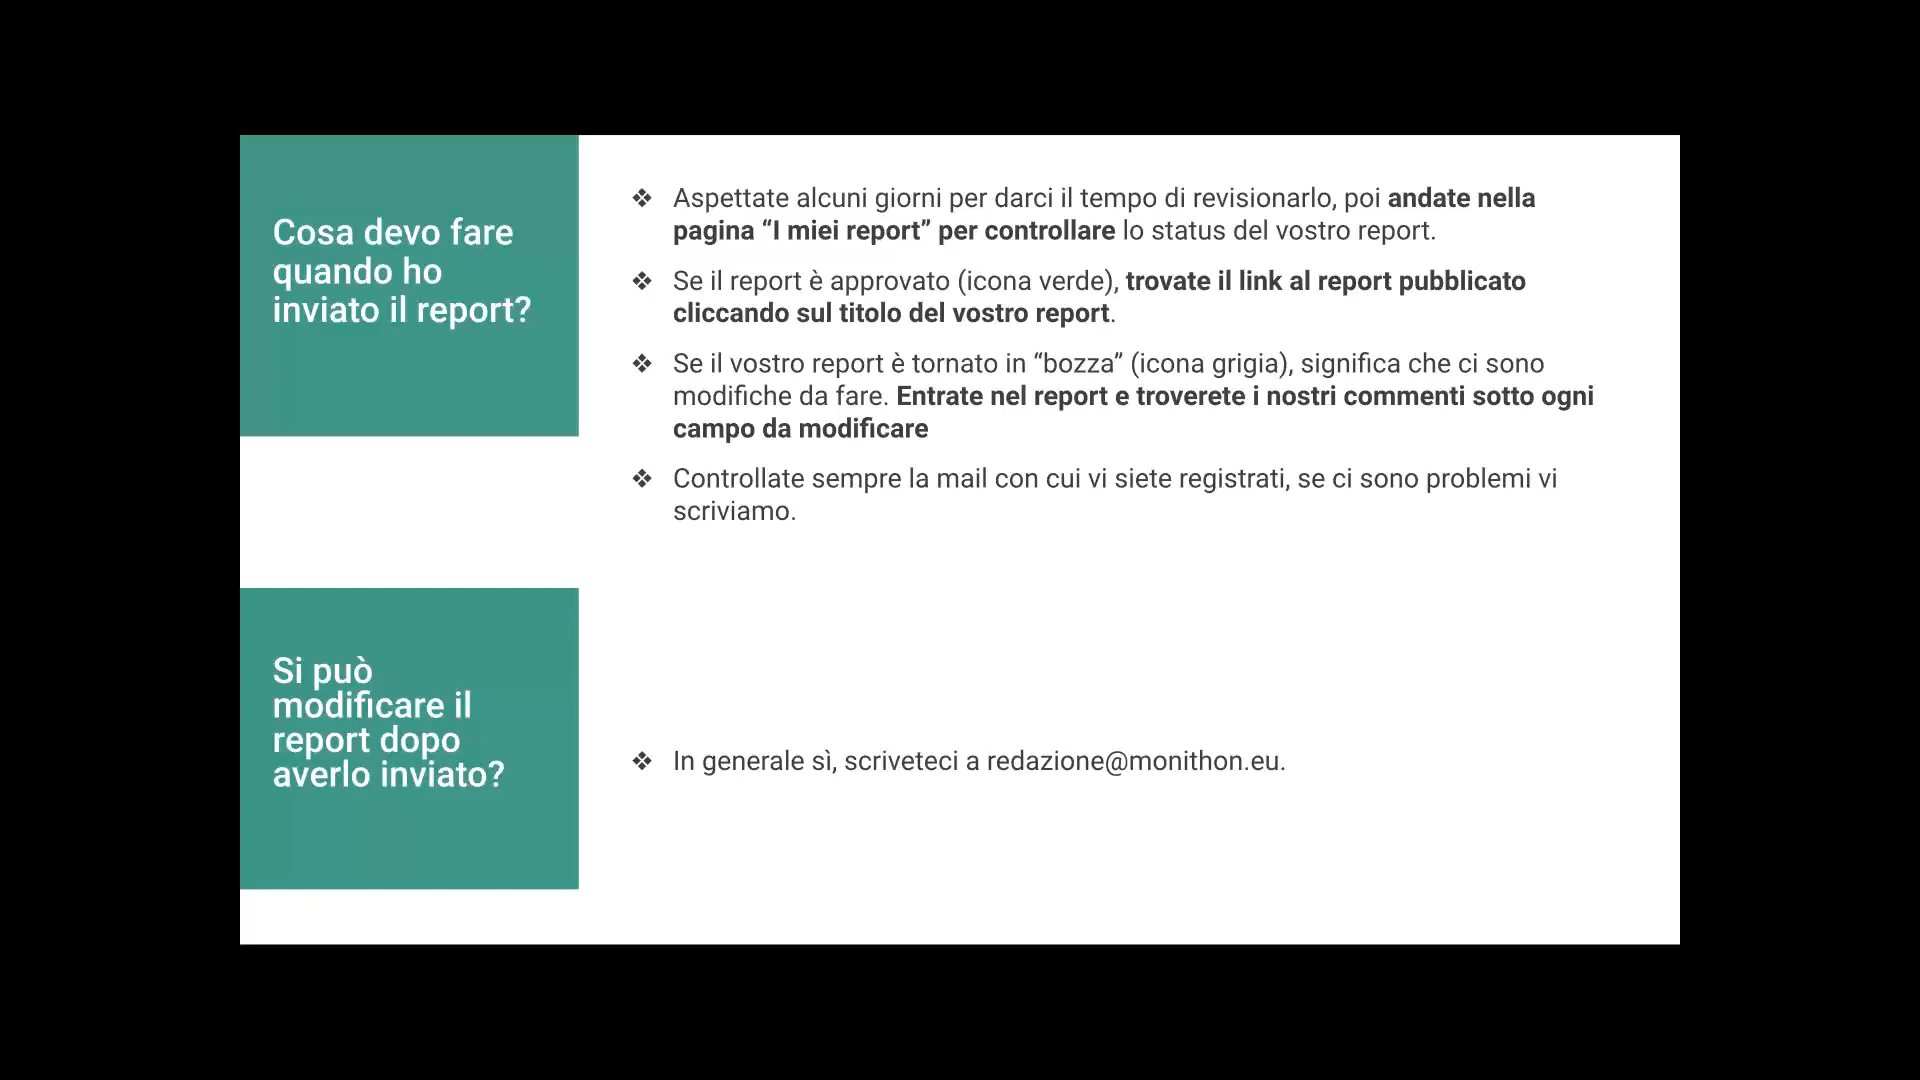 Cosa devo fare
quando ho
inviato il report?
❖ Aspettate alcuni giorni per darci il tempo di revisionarlo, poi andate nella
pagina “I miei report” per controllare lo status del vostro report.
❖ Se il report è approvato (icona verde), trovate il link al report pubblicato
cliccando sul titolo del vostro report.
❖ Se il vostro report è tornato in “bozza” (icona grigia), significa che ci sono
modifiche da fare. Entrate nel report e troverete i nostri commenti sotto ogni
campo da modificare
❖ Controllate sempre la mail con cui vi siete registrati, se ci sono problemi vi
scriviamo.
Si può
modificare il
report dopo
averlo inviato?
❖ In generale sì, scriveteci a redazione@monithon.eu.